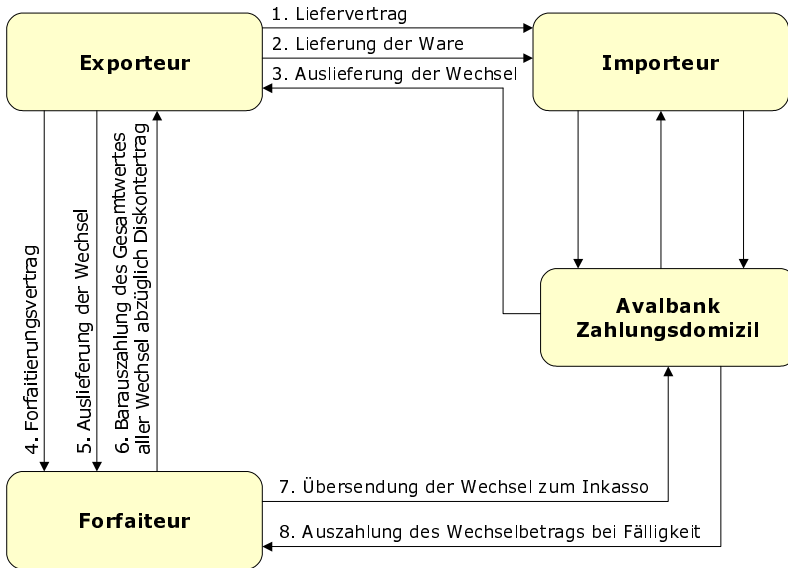 1. Liefervertrag
2. Lieferung der Ware
3. Auslieferung der Wechsel
Exporteur
Importeur
4. Forfaitierungsvertrag
5. Auslieferung der Wechsel
6. Barauszahlung des Gesamtwertes
aller Wechsel abzüglich Diskontertrag
Avalbank
Zahlungsdomizil
Forfaiteur
7. Übersendung der Wechsel zum Inkasso
8. Auszahlung des Wechselbetrags bei Fälligkeit